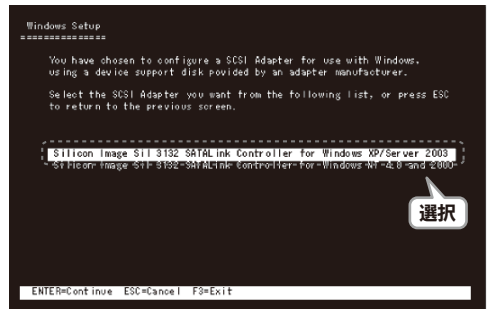 Windows Setup
===============
You have chosen to configure a SCSI Adapter for use with Windows,
using a device support disk povided by an adapter manufacturer.
Select the SCSI Adapter you want from the following list, or press ESC
to return to the previous screen.
Silicon Image SiI 3132 SATALink Controller for Windows XP/Server 2003
Silicon Image SiI 3132 SATALink Controller for Windows NT 4.0 and 2000
選択
ENTER=Continue ESC=Cancel F3=Exit